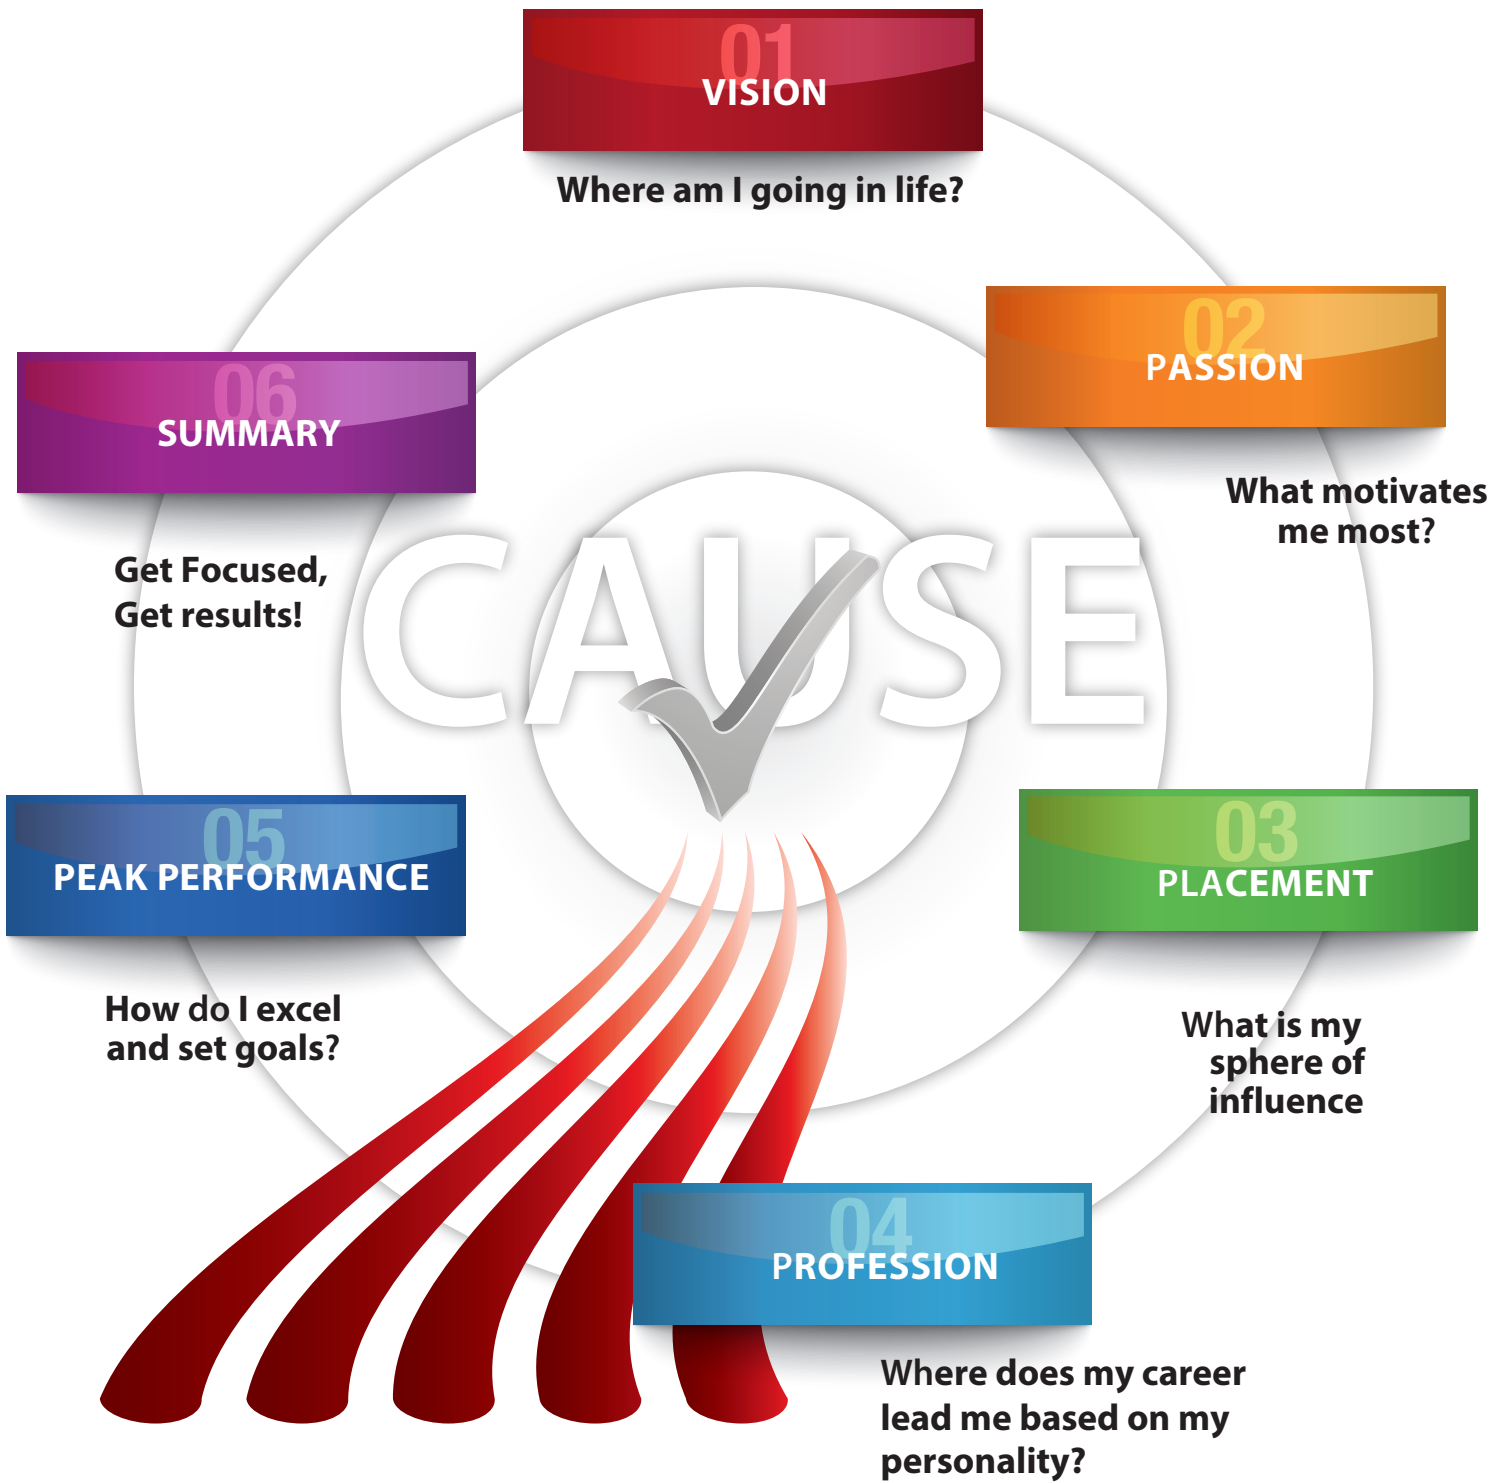 01
VISION
Where am I going in life?
02
PASSION
What motivates
me most?
03
PLACEMENT
What is my
sphere of
influence
04
PROFESSION
Where does my career
lead me based on my
personality?
05
PEAK PERFORMANCE
How do I excel
and set goals?
06
SUMMARY
Get Focused,
Get results!
CAUSE